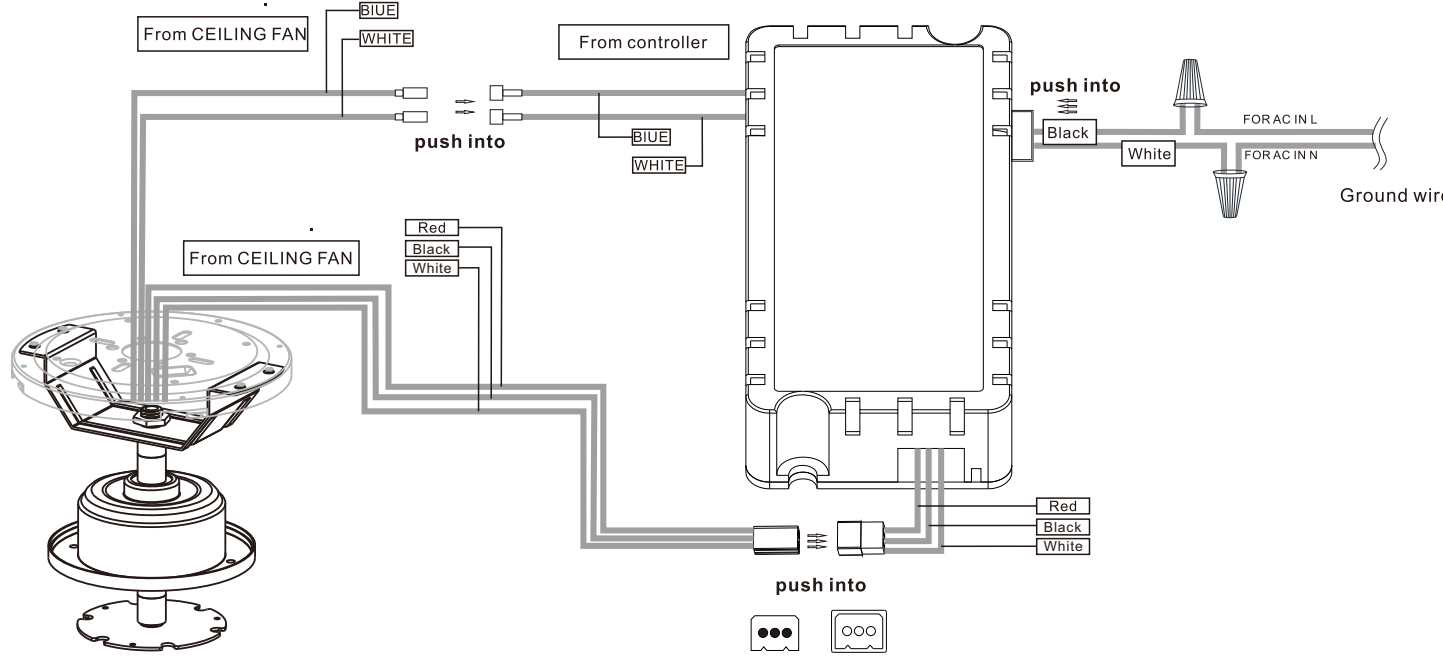 BIUE
From CEILING FAN
WHITE
From controller
push into
push into
BIUE
WHITE
Black
White
FOR AC IN L
FOR AC IN N
Ground wire
Red
Black
White
From CEILING FAN
Red
Black
White
push into